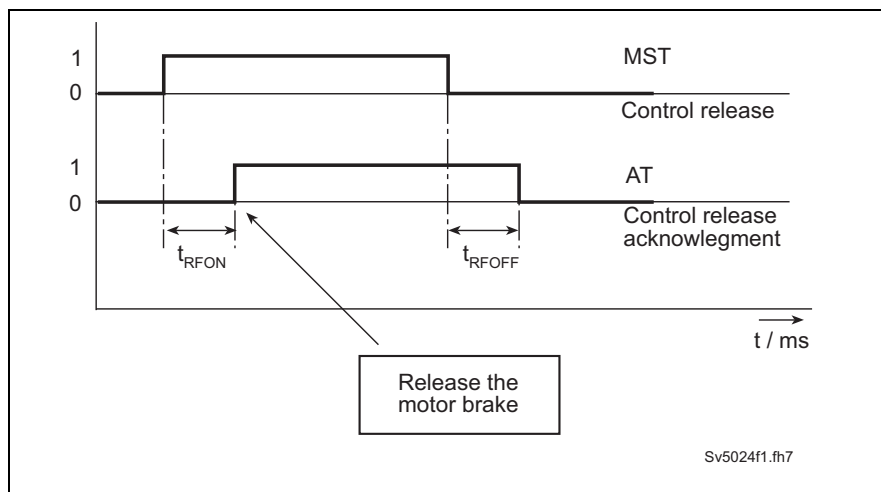 1
MST
0
Control release
1
AT
0
Control release
acknowlegment
tRFON
tRFOFF
t / ms
Release the
motor brake
Sv5024f1.fh7